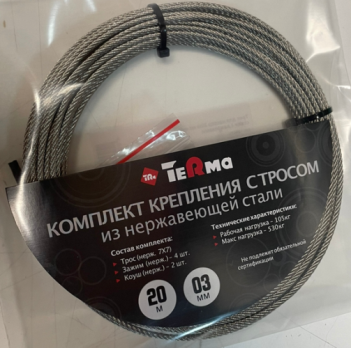 TeRma
КОМПЛЕКТ КРЕПЛЕНИЯ С ТРОСОМ
из нержавеющей стали
Состав комплекта:
Трос (нерж. 7X7)
Зажим (нерж.) - 4 шт.
Коуш (нерж.) - 2 шт.
Технические характеристики:
Рабочая нагрузка - 105кг
Макс нагрузка - 530кг
Не подлежит обязательной
сертификации
20
М
03
ММ